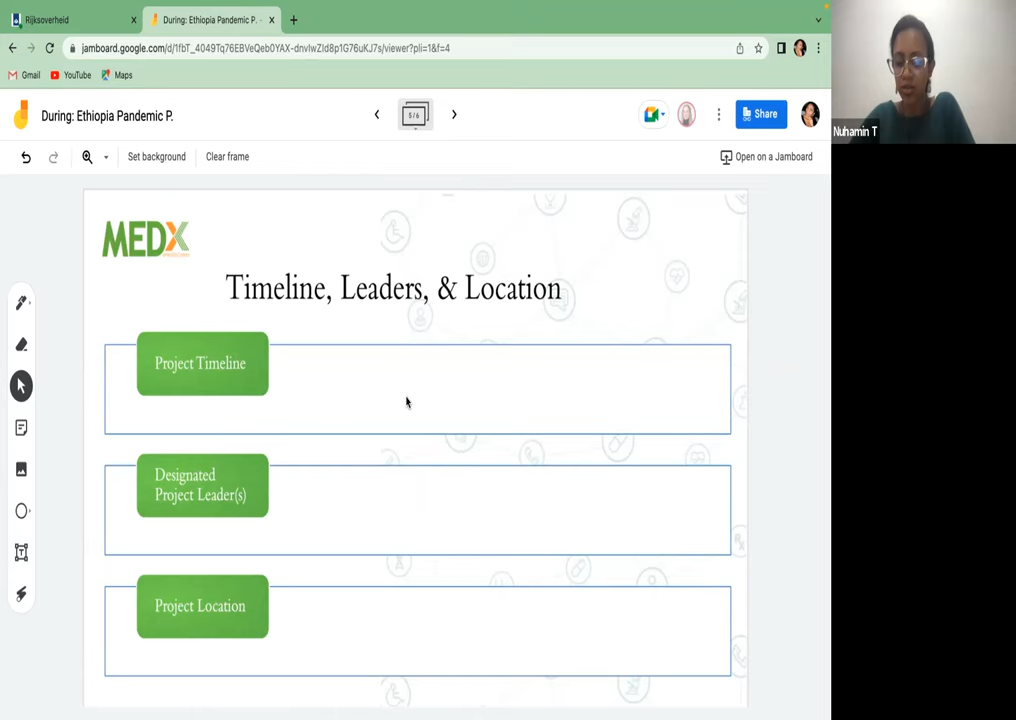 Rijksoverheid
During: Ethiopia Pandemic P. -
jamboard.google.com/d/1fbT_4049Tq76EBVeQeb0YAX-dnvIwZId8p1G76uKJ7s/viewer?pli=1&f=4
Gmail YouTube Maps
During: Ethiopia Pandemic P.
5/6
Share
Nuhamin T
Set background Clear frame
Open on a Jamboard
MEDX
Timeline, Leaders, & Location
Project Timeline
Designated
Project Leader(s)
Project Location